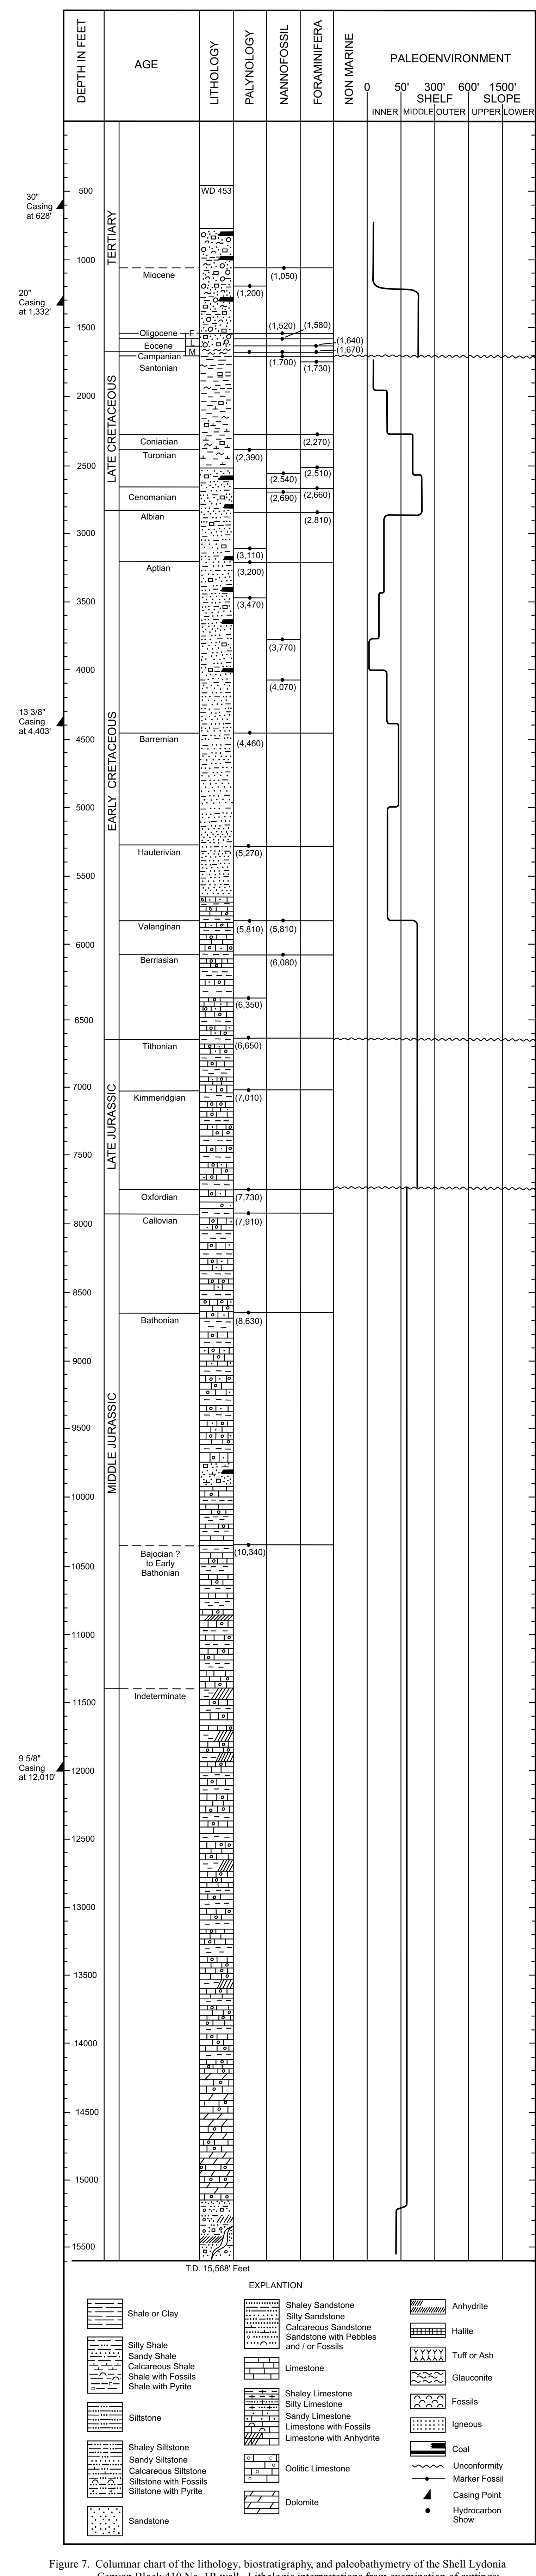 DEPTH IN FEET
AGE
LITHOLOGY
PALYNOLOGY
NANNOFOSSIL
FORAMINIFERA
NON MARINE
PALEOENVIRONMENT
0 50' 300' 600' 1500'
SHELF SLOPE
INNER MIDDLE OUTER UPPER LOWER
500
WD 453
30"
Casing
at 628'
TERTIARY
1000
Miocene
(1,050)
(1,200)
20"
Casing
at 1,332'
1500
(1,520) (1,580)
Oligocene E
L
(1,640)
Eocene
M
(1,670)
Campanian
(1,700)
Santonian
(1,730)
2000
LATE CRETACEOUS
Coniacian
(2,270)
Turonian
(2,390)
2500
(2,510)
(2,540)
Cenomanian
(2,660)
(2,690)
Albian
(2,810)
3000
(3,110)
Aptian
(3,200)
3500
(3,470)
(3,770)
4000
(4,070)
13 3/8"
Casing
at 4,403'
4500
Barremian
(4,460)
EARLY CRETACEOUS
5000
Hauterivian
(5,270)
5500
Valanginan
(5,810) (5,810)
6000
Berriasian
(6,080)
(6,350)
6500
Tithonian
(6,650)
7000
Kimmeridgian
(7,010)
LATE JURASSIC
7500
Oxfordian
(7,730)
8000
Callovian
(7,910)
8500
Bathonian
(8,630)
9000
MIDDLE JURASSIC
9500
10000
Bajocian ?
to Early
Bathonian
(10,340)
10500
11000
Indeterminate
11500
9 5/8"
Casing
at 12,010'
12000
12500
13000
13500
14000
14500
15000
15500
T.D. 15,568' Feet
EXPLANTION
Shale or Clay
Silty Shale
Sandy Shale
Calcareous Shale
Shale with Fossils
Shale with Pyrite
Siltstone
Shaley Siltstone
Sandy Siltstone
Calcareous Siltstone
Siltstone with Fossils
Siltstone with Pyrite
Sandstone
Shaley Sandstone
Silty Sandstone
Calcareous Sandstone
Sandstone with Pebbles
and / or Fossils
Limestone
Shaley Limestone
Silty Limestone
Sandy Limestone
Limestone with Fossils
Limestone with Anhydrite
Oolitic Limestone
Dolomite
Anhydrite
Halite
Tuff or Ash
Glauconite
Fossils
Igneous
Coal
Unconformity
Marker Fossil
Casing Point
Hydrocarbon
Show
Figure 7. Columnar chart of the lithology, biostratigraphy, and paleobathymetry of the Shell Lydonia